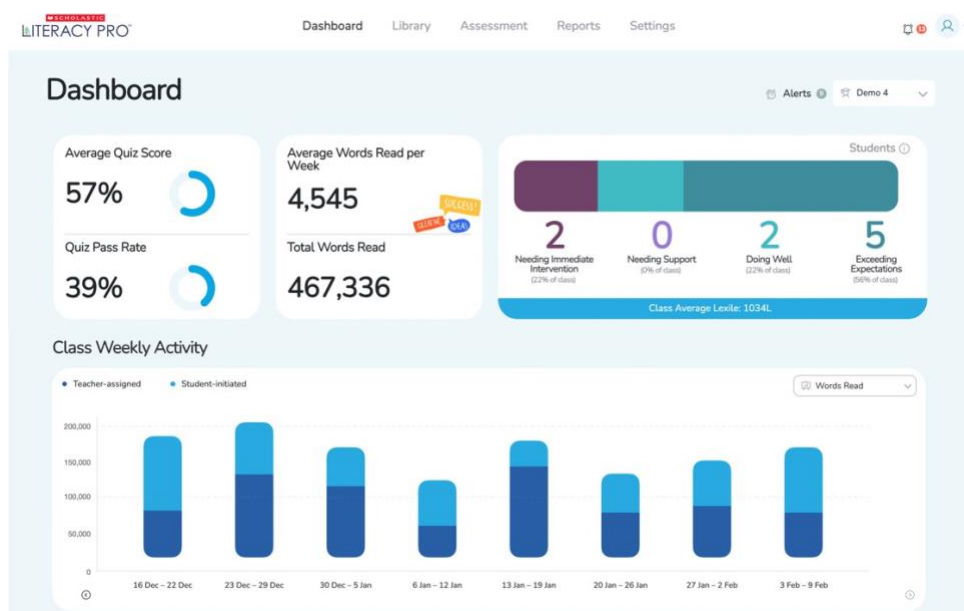 SCHOLASTIC
LITERACY PRO
Dashboard Library Assessment Reports Settings
Dashboard
Alerts
Demo 4
Average Quiz Score
57%
Quiz Pass Rate
39%
Average Words Read per
Week
4,545
SUCCESS!
CREATIVE
IDEAS
Total Words Read
467,336
Students
2
Needing Immediate
Intervention
(22% of class)
0
Needing Support
(0% of class)
2
Doing Well
(22% of class)
5
Exceeding
Expectations
(56% of class)
Class Average Lexile: 1034L
Class Weekly Activity
Teacher-assigned Student-initiated
Words Read
200,000
150,000
100,000
50,000
0
16 Dec – 22 Dec 23 Dec – 29 Dec 30 Dec – 5 Jan 6 Jan – 12 Jan 13 Jan – 19 Jan 20 Jan – 26 Jan 27 Jan – 2 Feb 3 Feb – 9 Feb